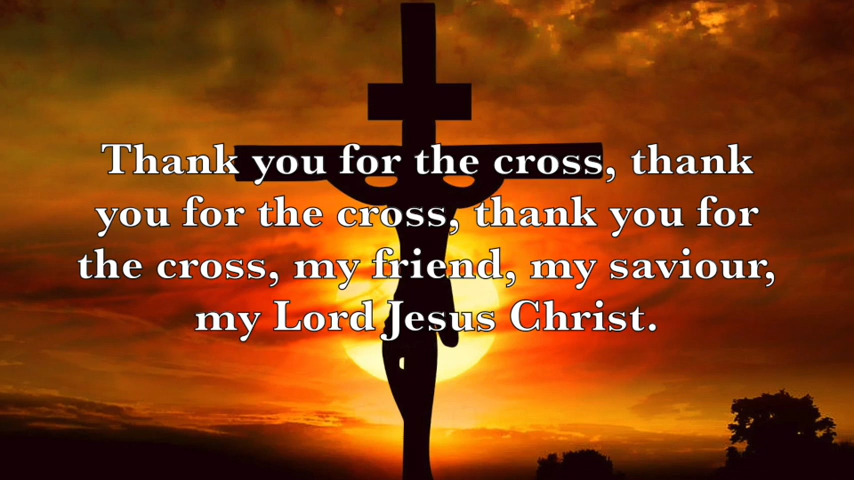 Thank you for the cross, thank
you for the cross, thank you for
the cross, my friend, my saviour,
my Lord Jesus Christ.